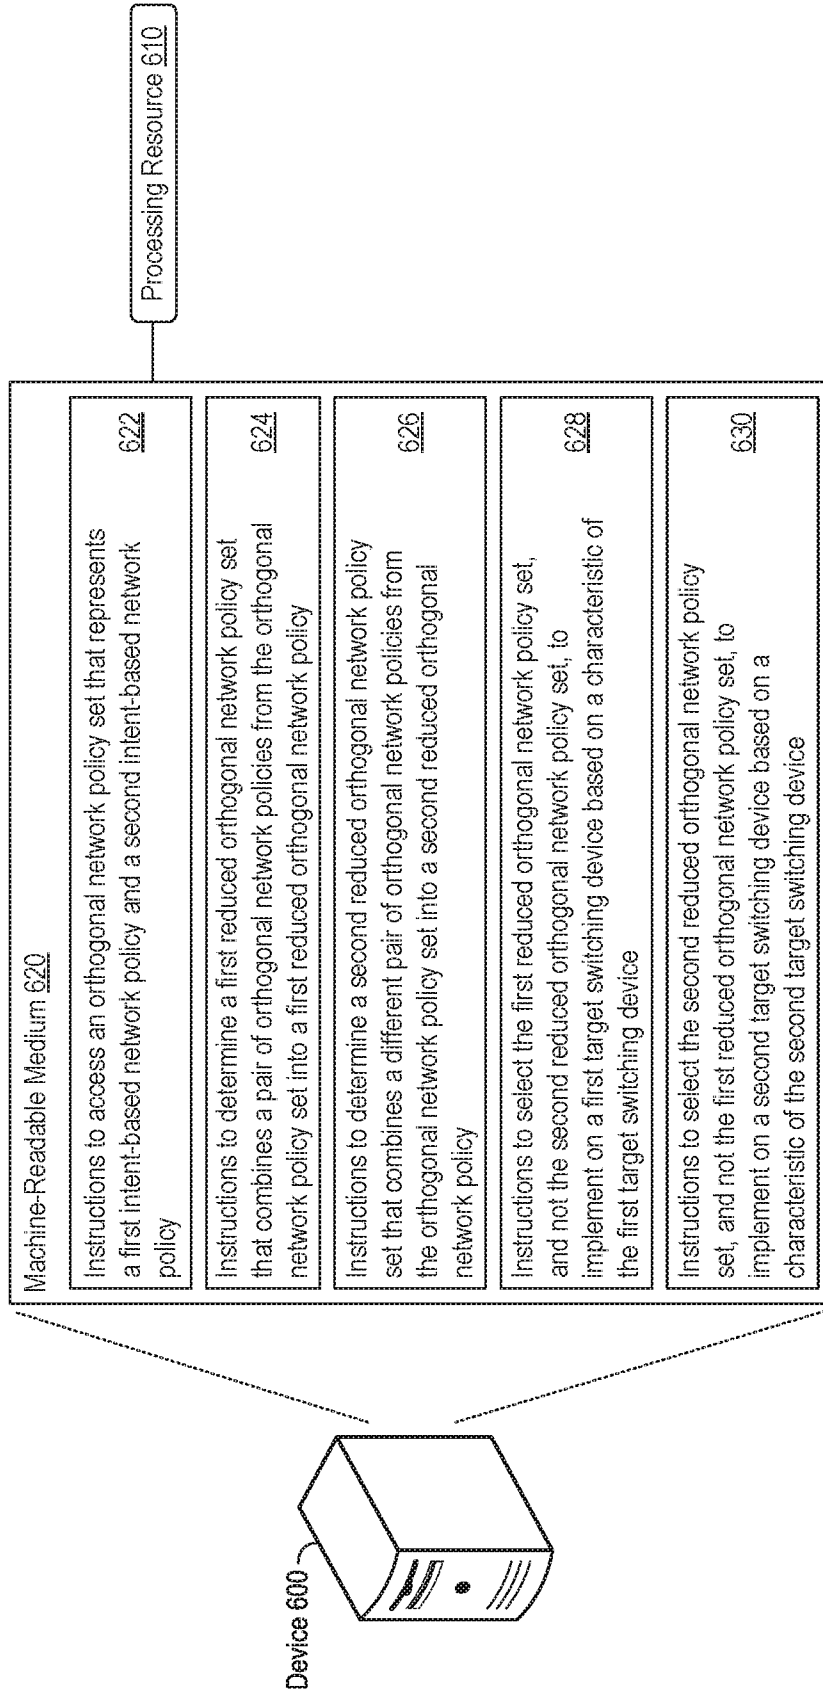 Device 600
Machine-Readable Medium 620
Instructions to access an orthogonal network policy set that represents
a first intent-based network policy and a second intent-based network
policy
622
Instructions to determine a first reduced orthogonal network policy set
that combines a pair of orthogonal network policies from the orthogonal
network policy set into a first reduced orthogonal network policy
624
Instructions to determine a second reduced orthogonal network policy
set that combines a different pair of orthogonal network policies from
the orthogonal network policy set into a second reduced orthogonal
network policy
626
Instructions to select the first reduced orthogonal network policy set,
and not the second reduced orthogonal network policy set, to
implement on a first target switching device based on a characteristic of
the first target switching device
628
Instructions to select the second reduced orthogonal network policy
set, and not the first reduced orthogonal network policy set, to
implement on a second target switching device based on a
characteristic of the second target switching device
630
Processing Resource 610